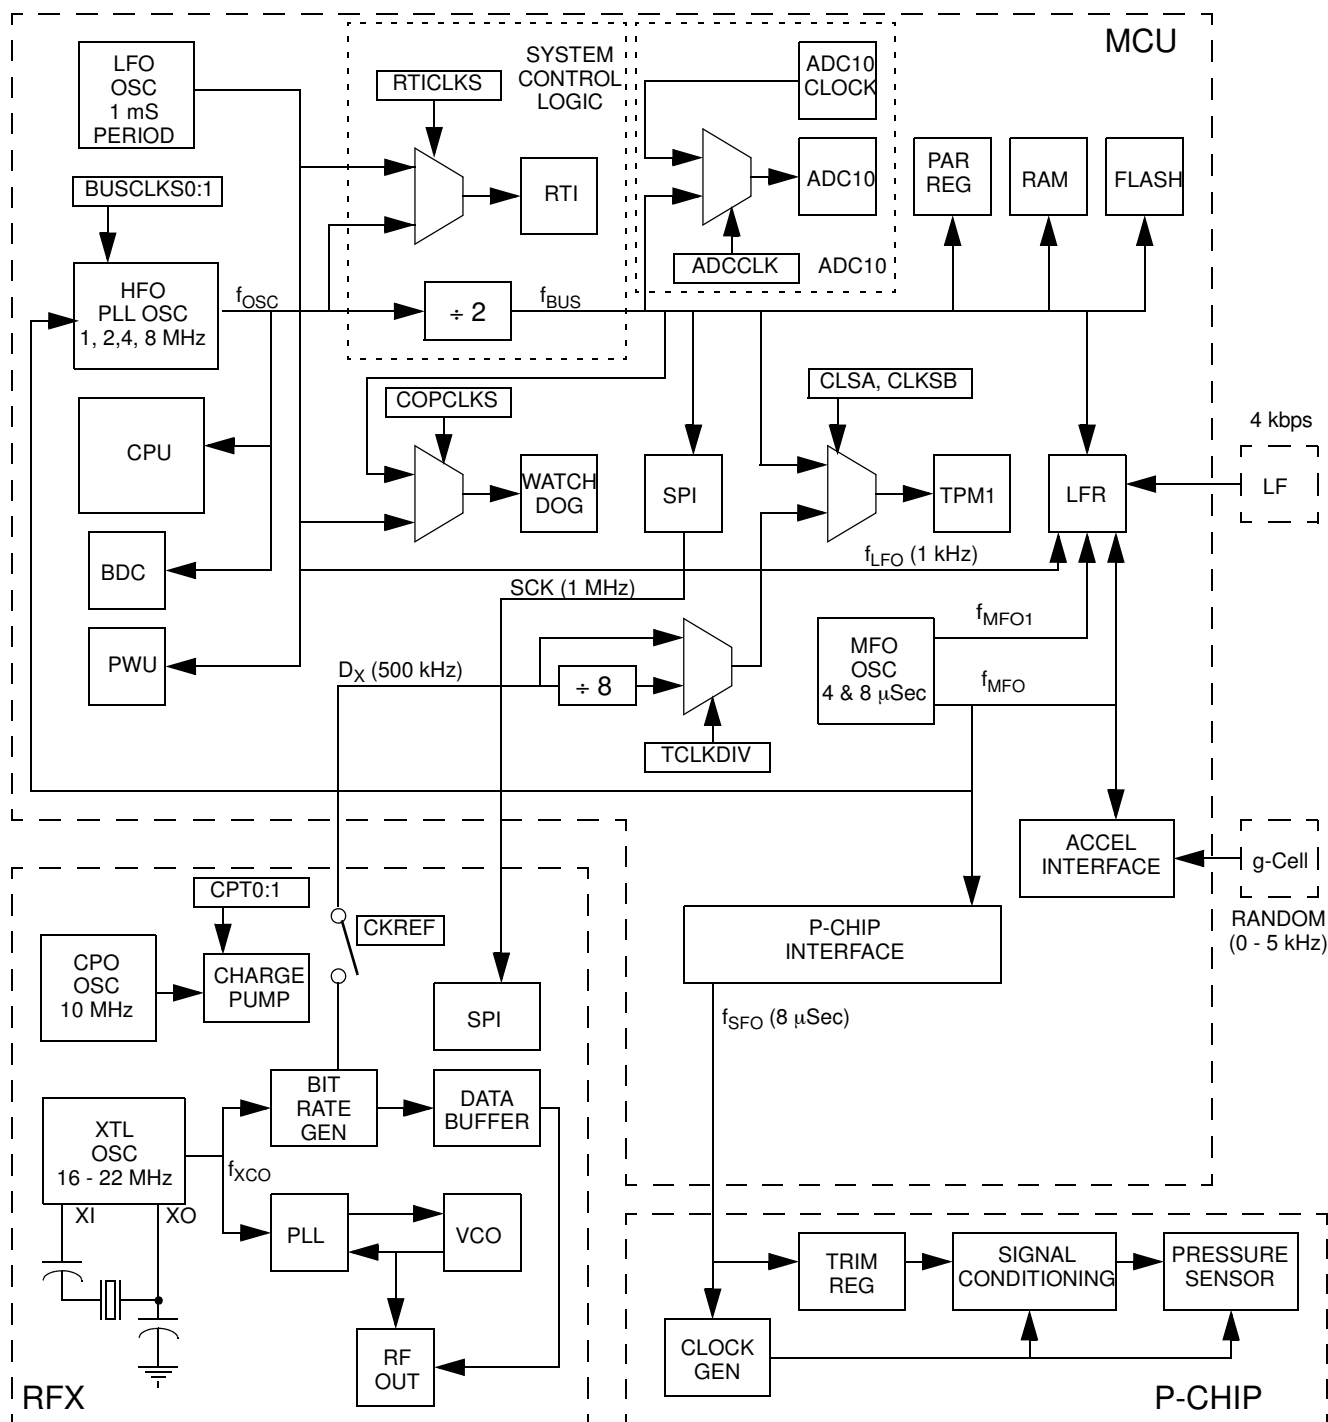 MCU
LFO
OSC
1 mS
PERIOD
RTICLKS
SYSTEM
CONTROL
LOGIC
ADC10
CLOCK
BUSCLKS0:1
RTI
ADC10
PAR
REG
RAM
FLASH
ADCCLK
ADC10
HFO
PLL OSC
1, 2,4, 8 MHz
fOSC
÷ 2
fBUS
COPCLKS
CLSA, CLKSB
CPU
WATCH
DOG
SPI
TPM1
LFR
4 kbps
LF
BDC
fLFO (1 kHz)
SCK (1 MHz)
PWU
DX (500 kHz)
÷ 8
MFO
OSC
4 & 8 μSec
fMFO1
fMFO
TCLKDIV
ACCEL
INTERFACE
g-Cell
RANDOM
(0 - 5 kHz)
CPT0:1
CKREF
P-CHIP
INTERFACE
CPO
OSC
10 MHz
CHARGE
PUMP
SPI
fSFO (8 μSec)
BIT
RATE
GEN
DATA
BUFFER
XTL
OSC
16 - 22 MHz
fXCO
XI
XO
PLL
VCO
TRIM
REG
SIGNAL
CONDITIONING
PRESSURE
SENSOR
RF
OUT
CLOCK
GEN
RFX
P-CHIP